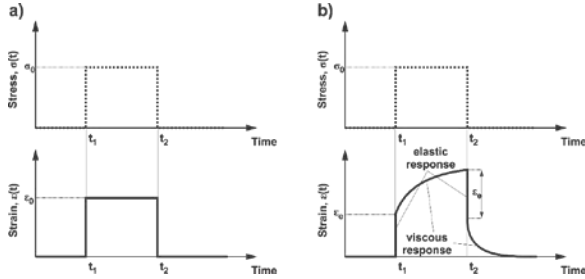 a)
Stress, σ(t)
σ₀
t₁
t₂
Time
Strain, ε(t)
ε₀
t₁
t₂
Time
b)
Stress, σ(t)
σ₀
t₁
t₂
Time
elastic
response
Strain, ε(t)
εₑ
εₑ
viscous
response
t₁
t₂
Time